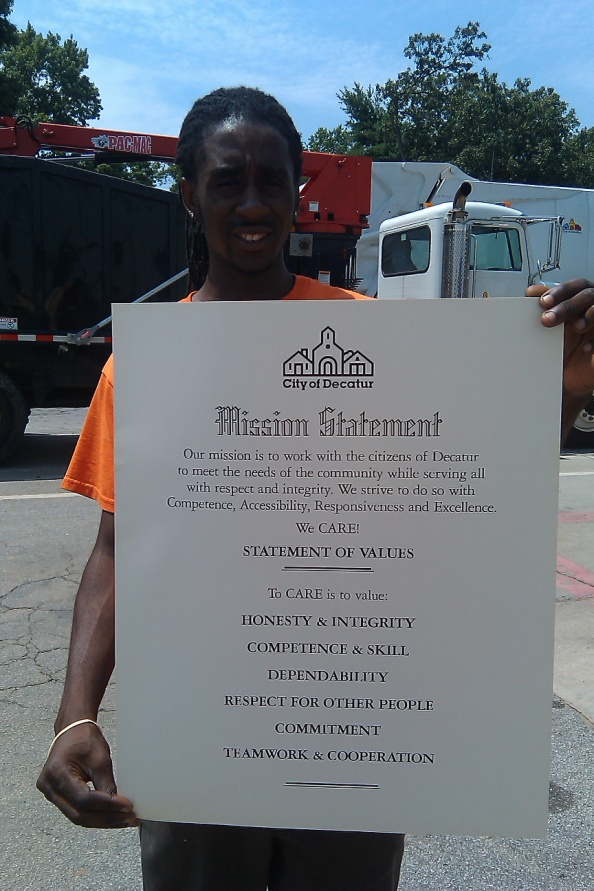 PAC-MAC
City of Decatur
Mission Statement
Our mission is to work with the citizens of Decatur
to meet the needs of the community while serving all
with respect and integrity. We strive to do so with
Competence, Accessibility, Responsiveness and Excellence.
We CARE!
STATEMENT OF VALUES
To CARE is to value:
HONESTY & INTEGRITY
COMPETENCE & SKILL
DEPENDABILITY
RESPECT FOR OTHER PEOPLE
COMMITMENT
TEAMWORK & COOPERATION